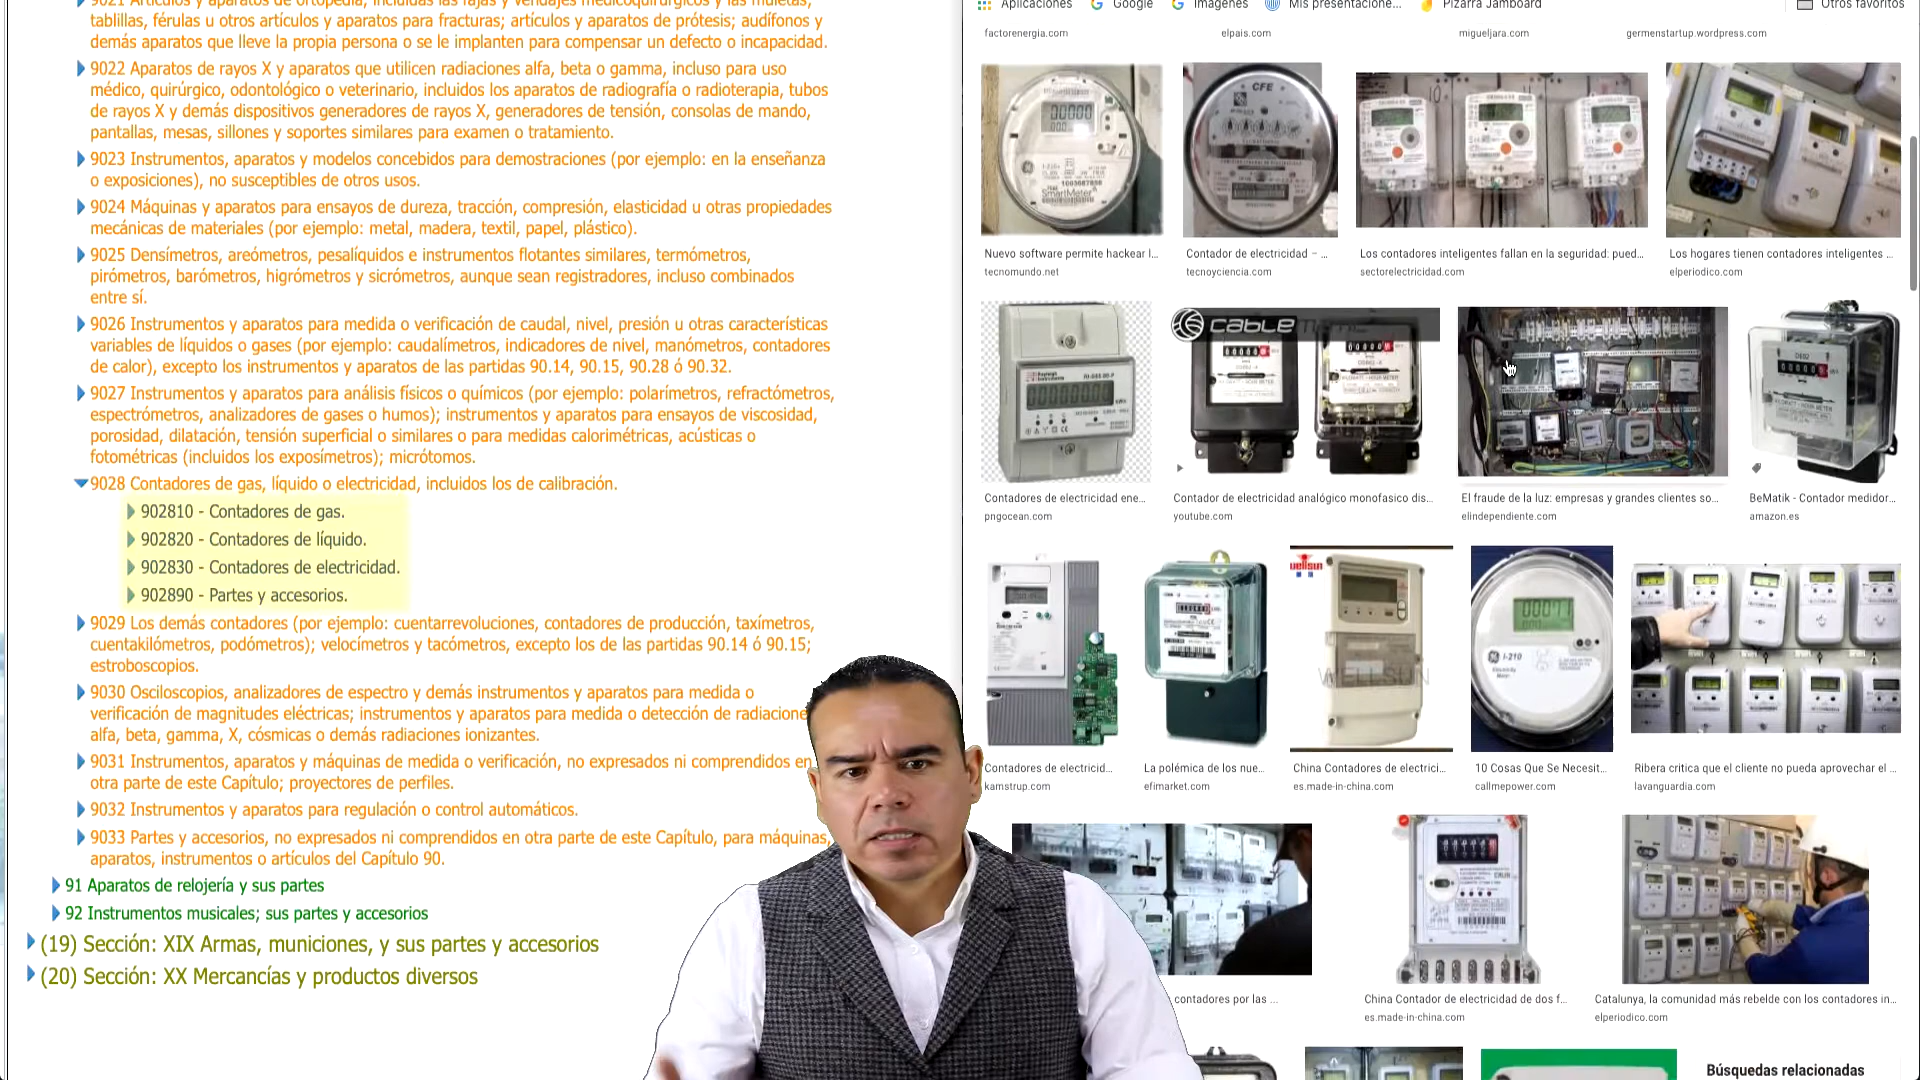 9021 Artículos y aparatos de ortopedia, incluidas las fajas y vendajes medicoquirúrgicos y las muletas,
tablillas, férulas u otros artículos y aparatos para fracturas; artículos y aparatos de prótesis; audífonos y
demás aparatos que lleve la propia persona o se le implanten para compensar un defecto o incapacidad.
9022 Aparatos de rayos X y aparatos que utilicen radiaciones alfa, beta o gamma, incluso para uso
médico, quirúrgico, odontológico o veterinario, incluidos los aparatos de radiografía o radioterapia, tubos
de rayos X y demás dispositivos generadores de rayos X, generadores de tensión, consolas de mando,
pantallas, mesas, sillones y soportes similares para examen o tratamiento.
9023 Instrumentos, aparatos y modelos concebidos para demostraciones (por ejemplo: en la enseñanza
o exposiciones), no susceptibles de otros usos.
9024 Máquinas y aparatos para ensayos de dureza, tracción, compresión, elasticidad u otras propiedades
mecánicas de materiales (por ejemplo: metal, madera, textil, papel, plástico).
9025 Densímetros, areómetros, pesalíquidos e instrumentos flotantes similares, termómetros,
pirómetros, barómetros, higrómetros y sicrómetros, aunque sean registradores, incluso combinados
entre sí.
9026 Instrumentos y aparatos para medida o verificación de caudal, nivel, presión u otras características
variables de líquidos o gases (por ejemplo: caudalímetros, indicadores de nivel, manómetros, contadores
de calor), excepto los instrumentos y aparatos de las partidas 90.14, 90.15, 90.28 ó 90.32.
9027 Instrumentos y aparatos para análisis físicos o químicos (por ejemplo: polarímetros, refractómetros,
espectrómetros, analizadores de gases o humos); instrumentos y aparatos para ensayos de viscosidad,
porosidad, dilatación, tensión superficial o similares o para medidas calorimétricas, acústicas o
fotométricas (incluidos los exposímetros); micrótomos.
9028 Contadores de gas, líquido o electricidad, incluidos los de calibración.
902810 - Contadores de gas.
902820 - Contadores de líquido.
902830 - Contadores de electricidad.
902890 - Partes y accesorios.
9029 Los demás contadores (por ejemplo: cuentarrevoluciones, contadores de producción, taxímetros,
cuentakilómetros, podómetros); velocímetros y tacómetros, excepto los de las partidas 90.14 ó 90.15;
estroboscopios.
9030 Osciloscopios, analizadores de espectro y demás instrumentos y aparatos para medida o
verificación de magnitudes eléctricas; instrumentos y aparatos para medida o detección de radiacione
alfa, beta, gamma, X, cósmicas o demás radiaciones ionizantes.
9031 Instrumentos, aparatos y máquinas de medida o verificación, no expresados ni comprendidos en
otra parte de este Capítulo; proyectores de perfiles.
9032 Instrumentos y aparatos para regulación o control automáticos.
9033 Partes y accesorios, no expresados ni comprendidos en otra parte de este Capítulo, para máquinas,
aparatos, instrumentos o artículos del Capítulo 90.
91 Aparatos de relojería y sus partes
92 Instrumentos musicales; sus partes y accesorios
(19) Sección: XIX Armas, municiones, y sus partes y accesorios
(20) Sección: XX Mercancías y productos diversos
Aplicaciones Google Imágenes Mis presentacione... Pizarra Jamboard Otros favoritos
factorenergia.com elpais.com migueljara.com germenstartup.wordpress.com
CFE
SmartMeter
Nuevo software permite hackear l... Contador de electricidad – ... Los contadores inteligentes fallan en la seguridad: pued... Los hogares tienen contadores inteligentes ...
tecnomundo.net tecnoyciencia.com sectorelectricidad.com elperiodico.com
CABLE
Contadores de electricidad ene... Contador de electricidad analógico monofasico dis... El fraude de la luz: empresas y grandes clientes so... BeMatik - Contador medidor...
pngocean.com youtube.com elindependiente.com amazon.es
wellsun
WELLSUN
I-210
Contadores de electricid... La polémica de los nue... China Contadores de electrici... 10 Cosas Que Se Necesit... Ribera critica que el cliente no pueda aprovechar el ...
kamstrup.com efimarket.com es.made-in-china.com callmepower.com lavanguardia.com
contadores por las ... China Contador de electricidad de dos f... Catalunya, la comunidad más rebelde con los contadores in...
es.made-in-china.com elperiodico.com
Búsquedas relacionadas